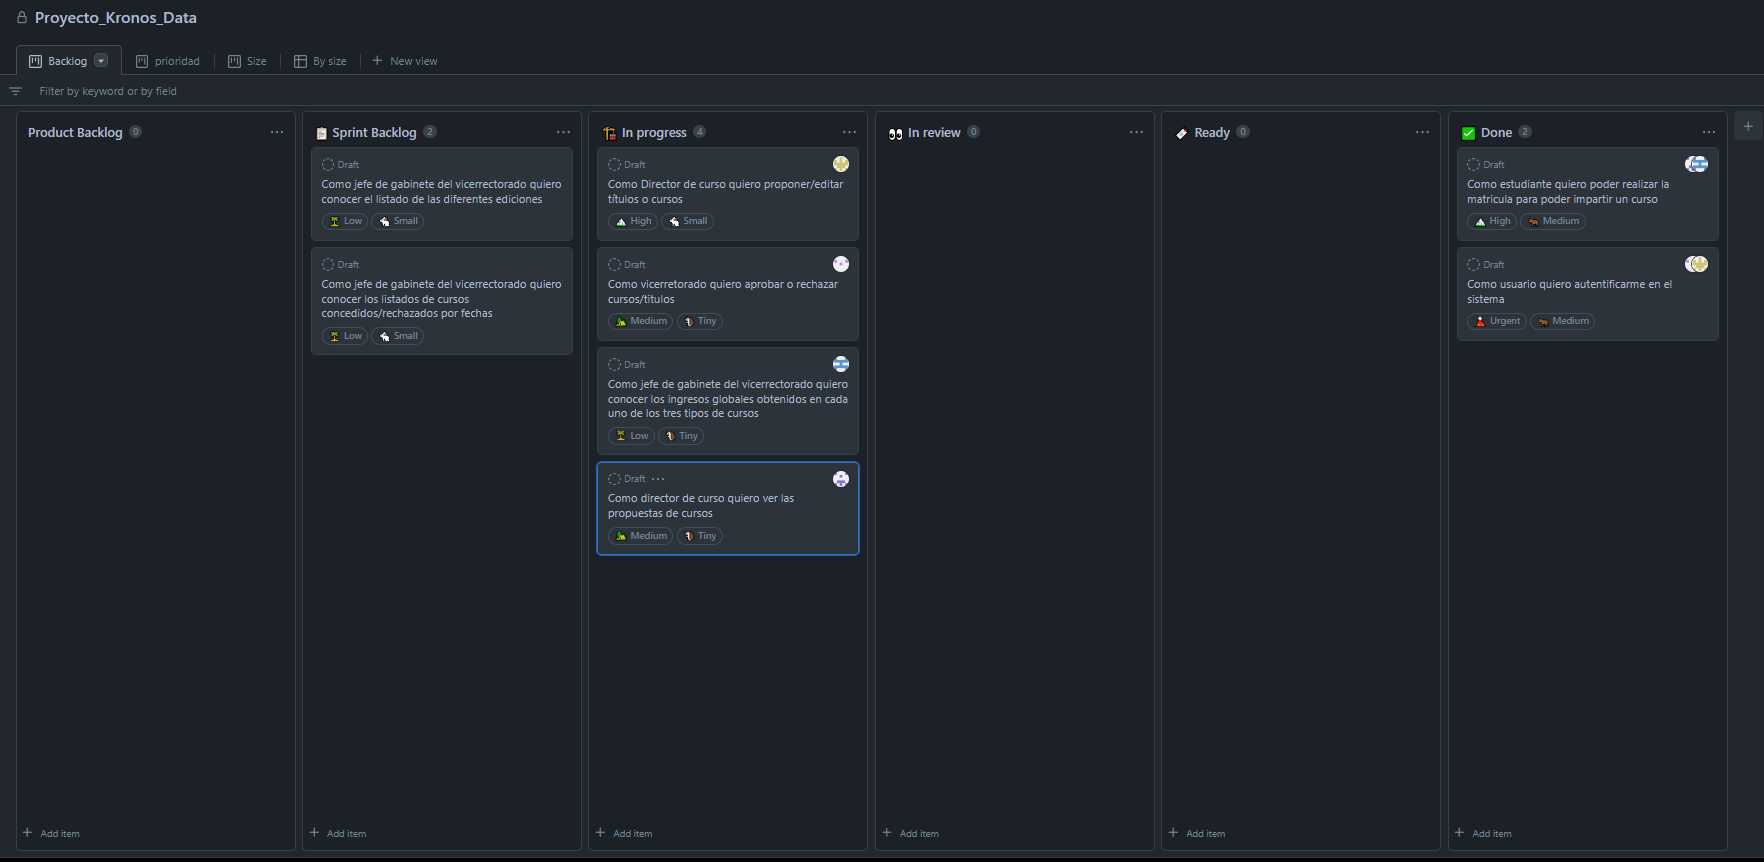 Proyecto_Kronos_Data
Backlog
prioridad
Size
By size
New view
Filter by keyword or by field
Product Backlog 0
Add item
Sprint Backlog 2
Draft
Como jefe de gabinete del vicerrectorado quiero
conocer el listado de las diferentes ediciones
Low Small
Draft
Como jefe de gabinete del vicerrectorado quiero
conocer los listados de cursos
concedidos/rechazados por fechas
Low Small
Add item
In progress 4
Draft
Como Director de curso quiero proponer/editar
títulos o cursos
High Small
Draft
Como vicerretorado quiero aprobar o rechazar
cursos/titulos
Medium Tiny
Draft
Como jefe de gabinete del vicerrectorado quiero
conocer los ingresos globales obtenidos en cada
uno de los tres tipos de cursos
Low Tiny
Draft
Como director de curso quiero ver las
propuestas de cursos
Medium Tiny
Add item
In review 0
Add item
Ready 0
Add item
Done 2
Draft
Como estudiante quiero poder realizar la
matricula para poder impartir un curso
High Medium
Draft
Como usuario quiero autentificarme en el
sistema
Urgent Medium
Add item